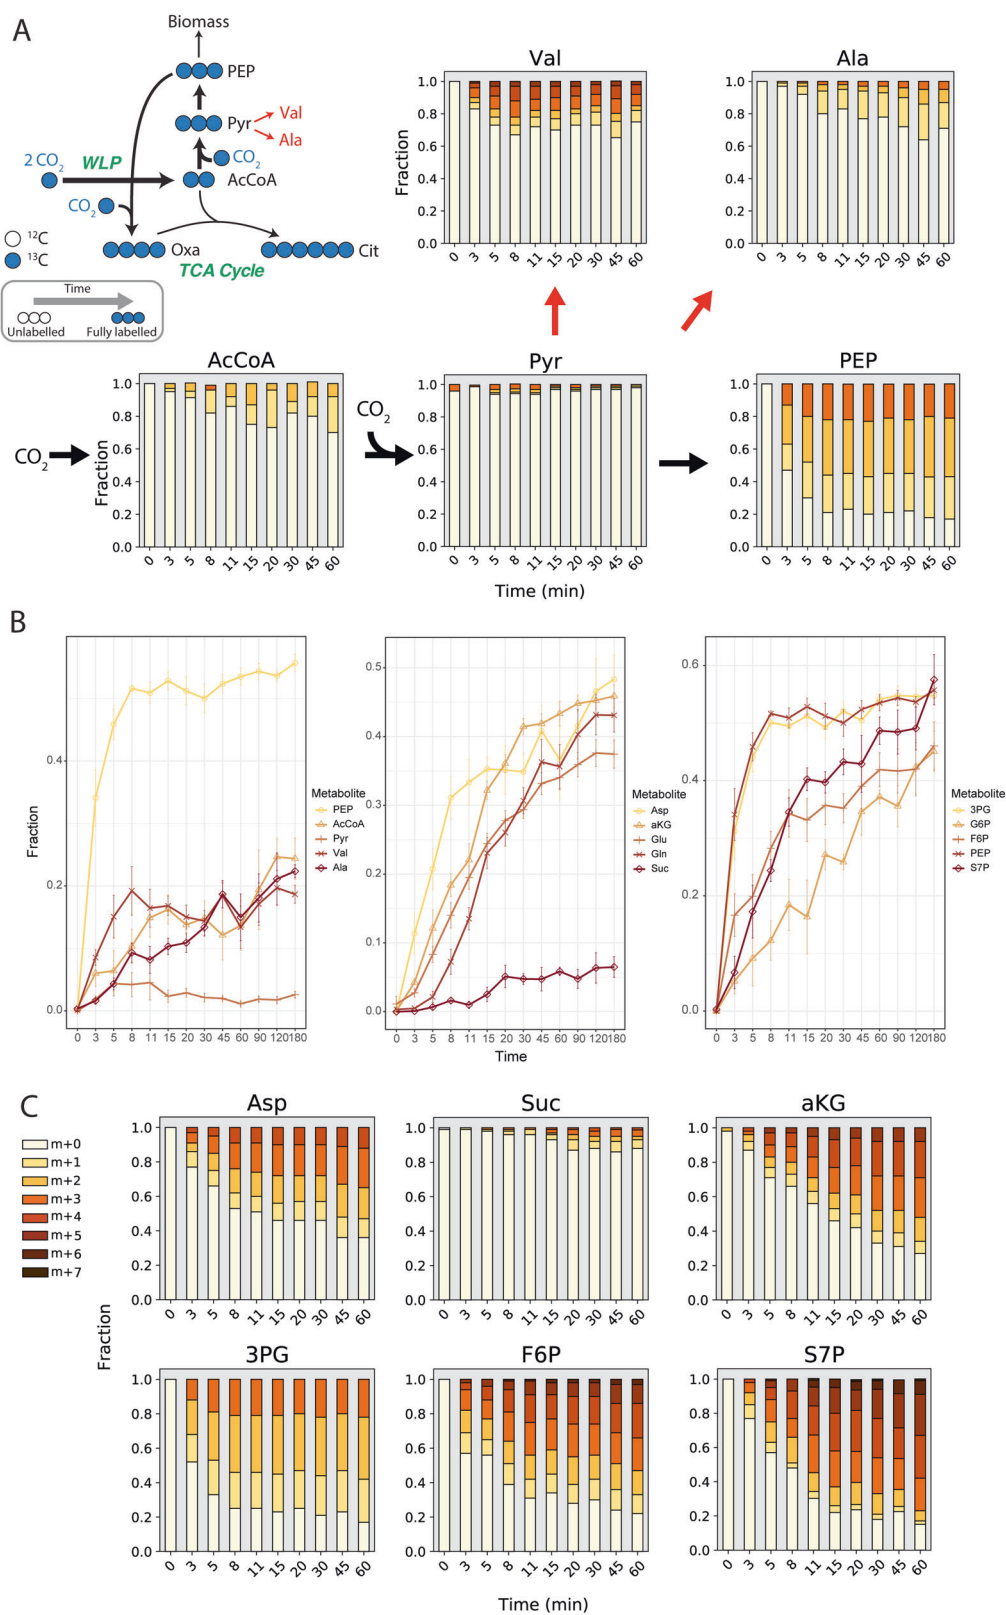 A
Biomass
PEP
Pyr
Val
Ala
CO2
2 CO2
WLP
AcCoA
CO2
Oxa
Cit
TCA Cycle
12C
13C
Time
Unlabelled
Fully labelled
Val
Fraction
1.0
0.8
0.6
0.4
0.2
0.0
0 3 5 8 11 15 20 30 45 60
Ala
1.0
0.8
0.6
0.4
0.2
0.0
0 3 5 8 11 15 20 30 45 60
CO2
AcCoA
Fraction
1.0
0.8
0.6
0.4
0.2
0.0
0 3 5 8 11 15 20 30 45 60
CO2
Pyr
1.0
0.8
0.6
0.4
0.2
0.0
0 3 5 8 11 15 20 30 45 60
PEP
1.0
0.8
0.6
0.4
0.2
0.0
0 3 5 8 11 15 20 30 45 60
Time (min)
B
Fraction
0.4
0.2
0.0
0 3 5 8 11 15 20 30 45 60 90 120 180
Metabolite
PEP
AcCoA
Pyr
Val
Ala
0.5
0.4
0.3
0.2
0.1
0.0
0 3 5 8 11 15 20 30 45 60 90 120 180
Metabolite
Asp
aKG
Glu
Gln
Suc
0.6
0.4
0.2
0.0
0 3 5 8 11 15 20 30 45 60 90 120 180
Metabolite
3PG
G6P
F6P
PEP
S7P
Time
C
m+0
m+1
m+2
m+3
m+4
m+5
m+6
m+7
Fraction
Asp
1.0
0.8
0.6
0.4
0.2
0.0
0 3 5 8 11 15 20 30 45 60
Suc
1.0
0.8
0.6
0.4
0.2
0.0
0 3 5 8 11 15 20 30 45 60
aKG
1.0
0.8
0.6
0.4
0.2
0.0
0 3 5 8 11 15 20 30 45 60
3PG
1.0
0.8
0.6
0.4
0.2
0.0
0 3 5 8 11 15 20 30 45 60
F6P
1.0
0.8
0.6
0.4
0.2
0.0
0 3 5 8 11 15 20 30 45 60
S7P
1.0
0.8
0.6
0.4
0.2
0.0
0 3 5 8 11 15 20 30 45 60
Time (min)